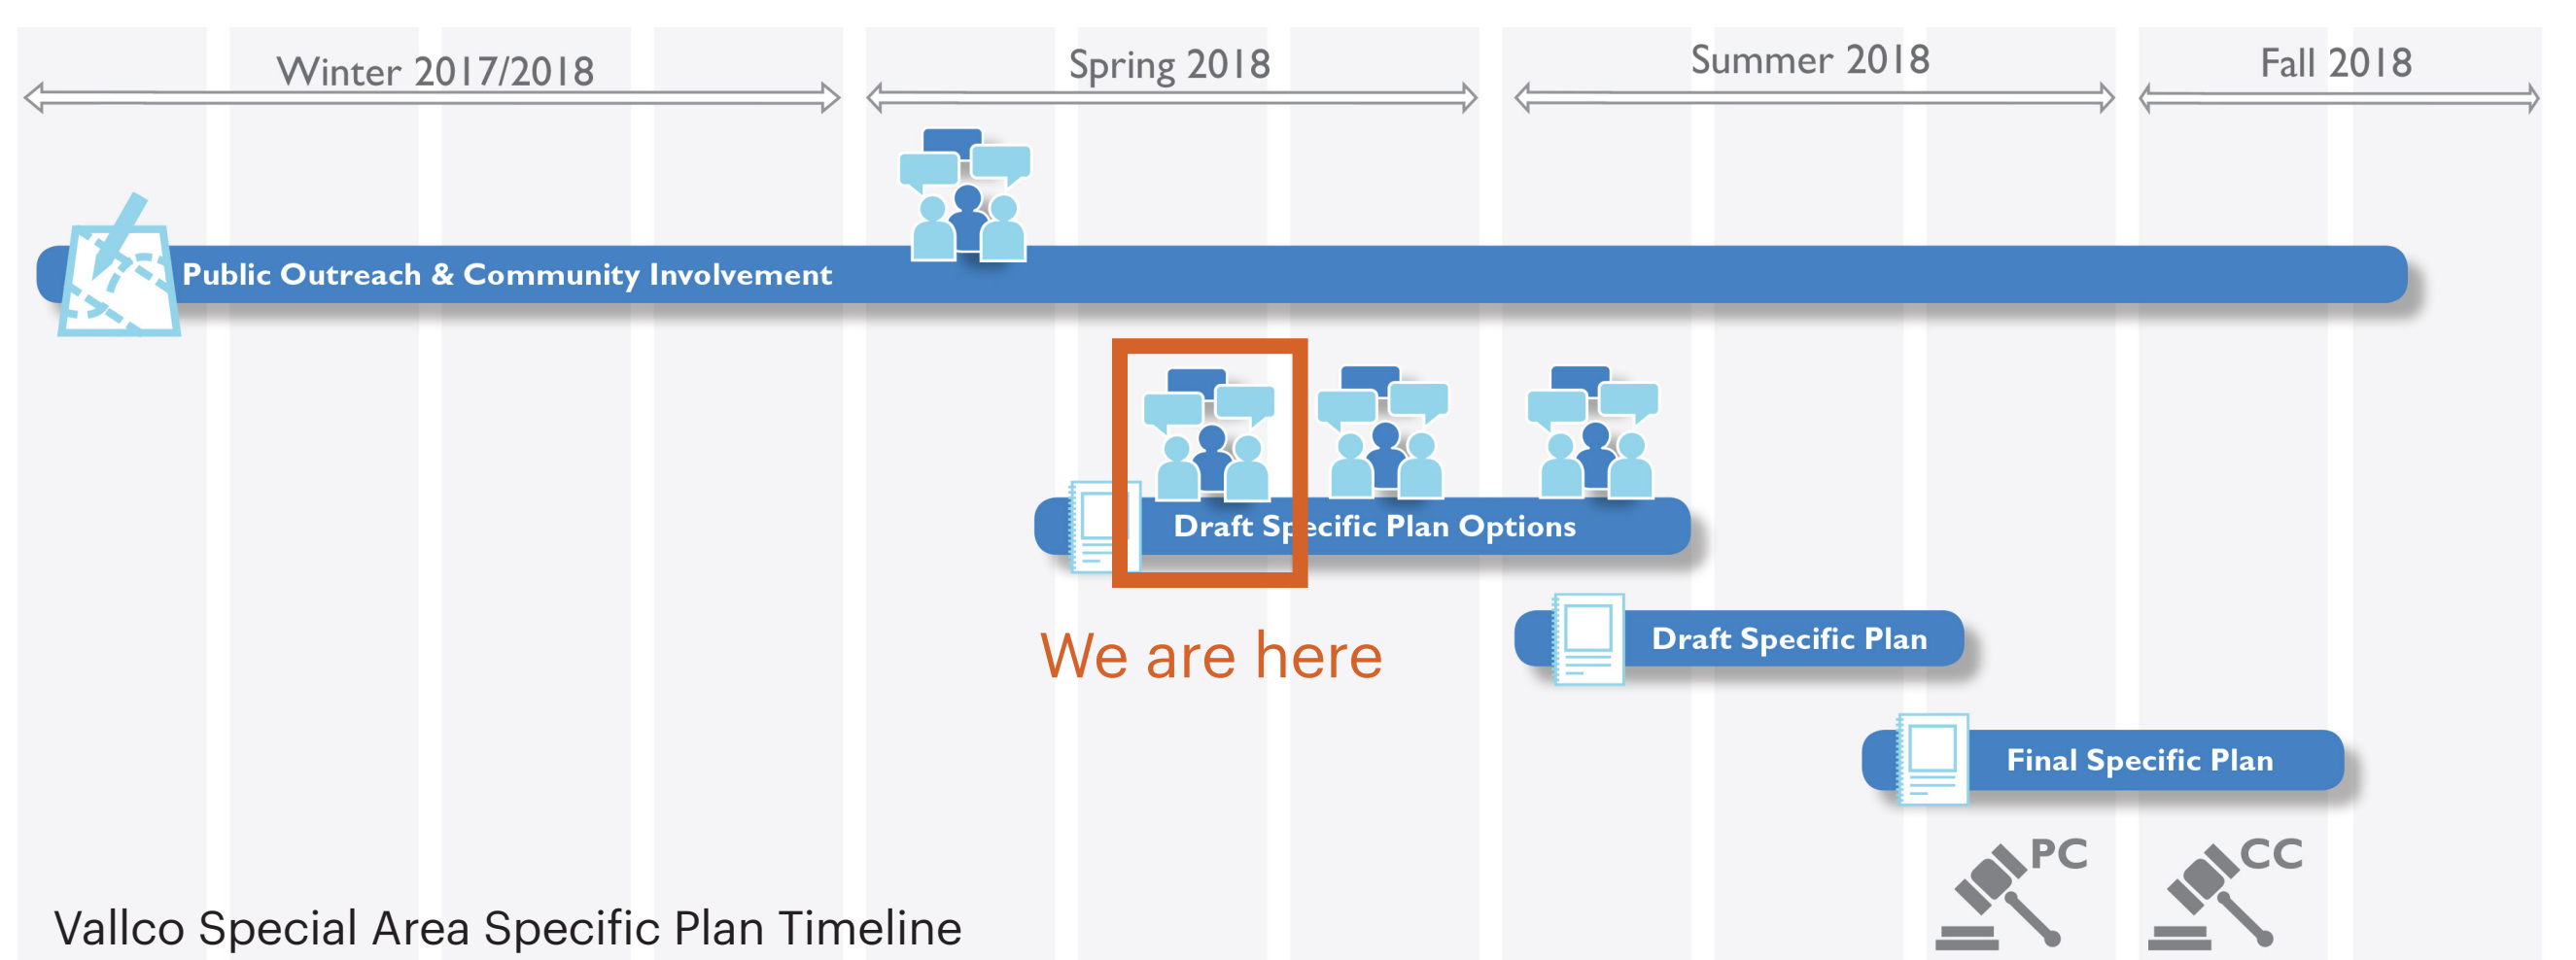 Winter 2017/2018
Spring 2018
Summer 2018
Fall 2018
Public Outreach & Community Involvement
Draft Specific Plan Options
We are here
Draft Specific Plan
Final Specific Plan
PC
CC
Vallco Special Area Specific Plan Timeline